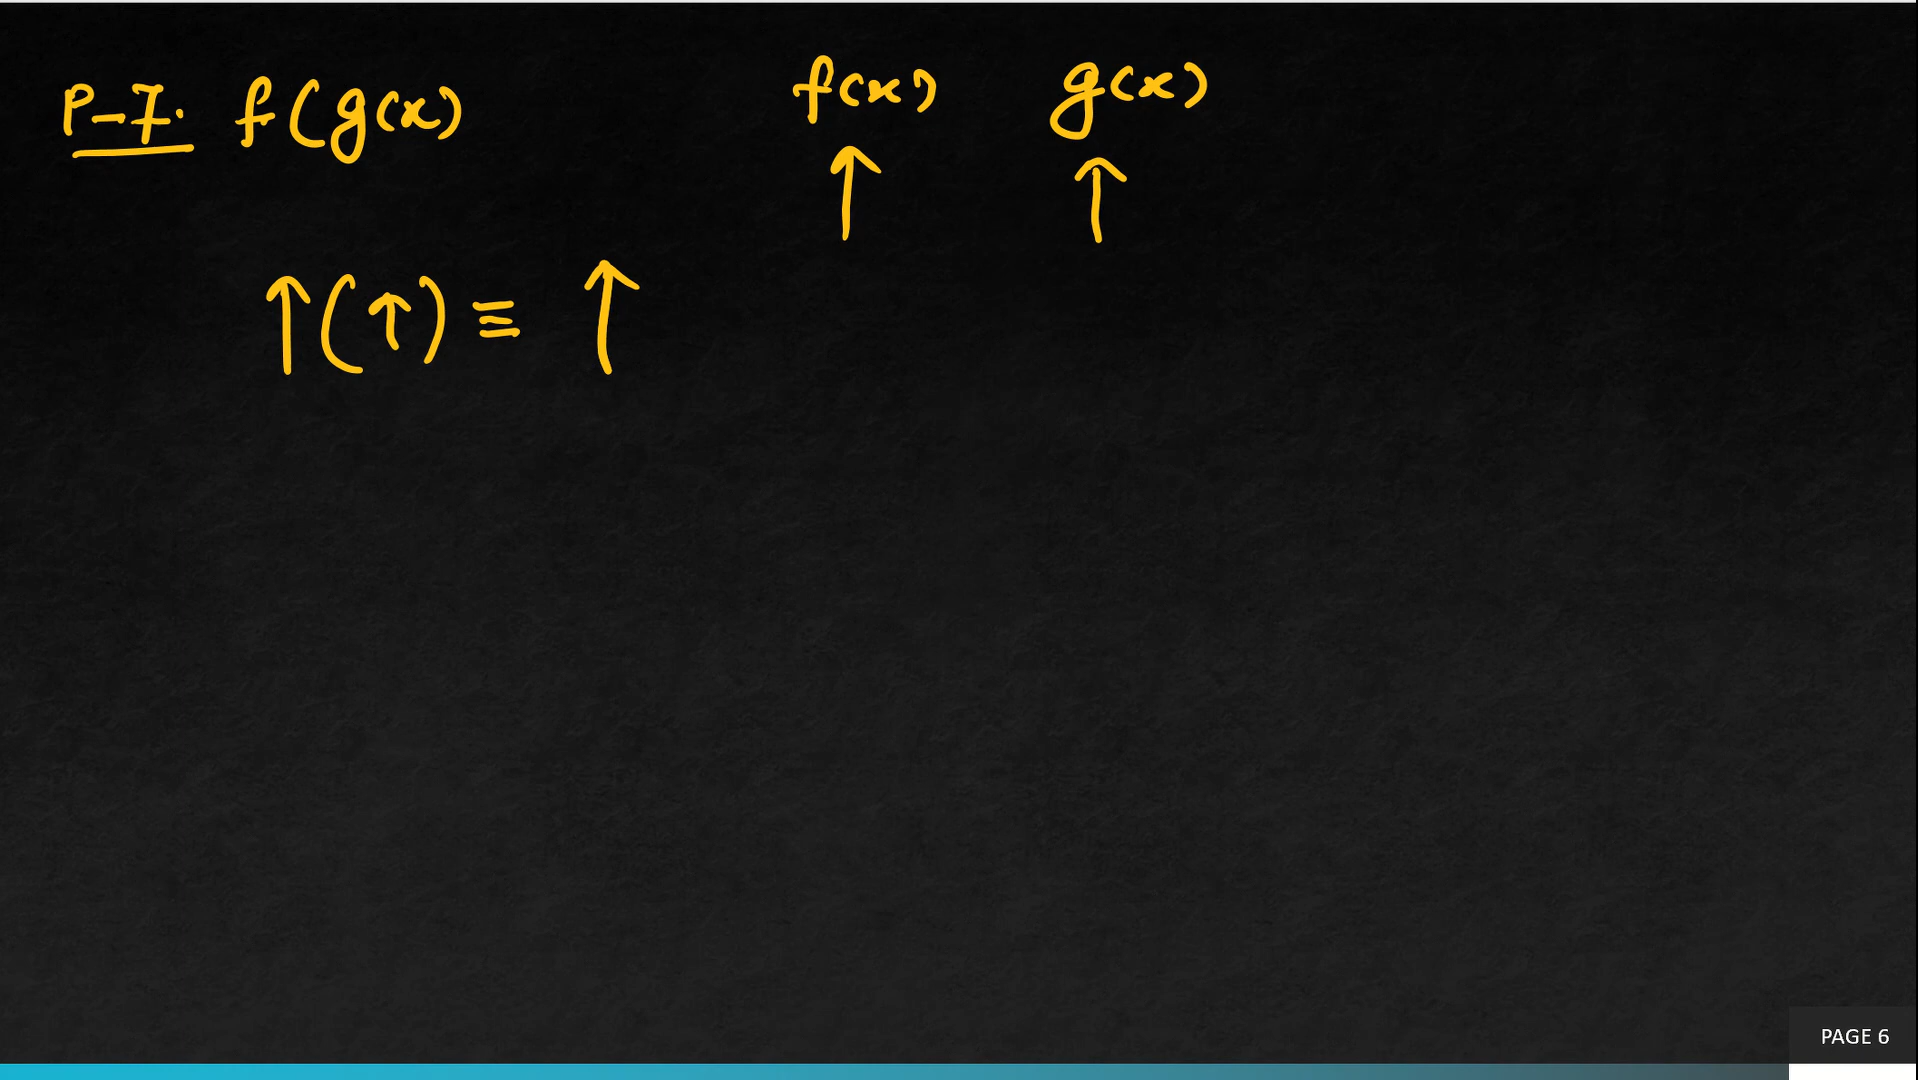 P-7. f(g(x) f(x) g(x)
↑ ↑
↑(↑) ≡ ↑
PAGE 6